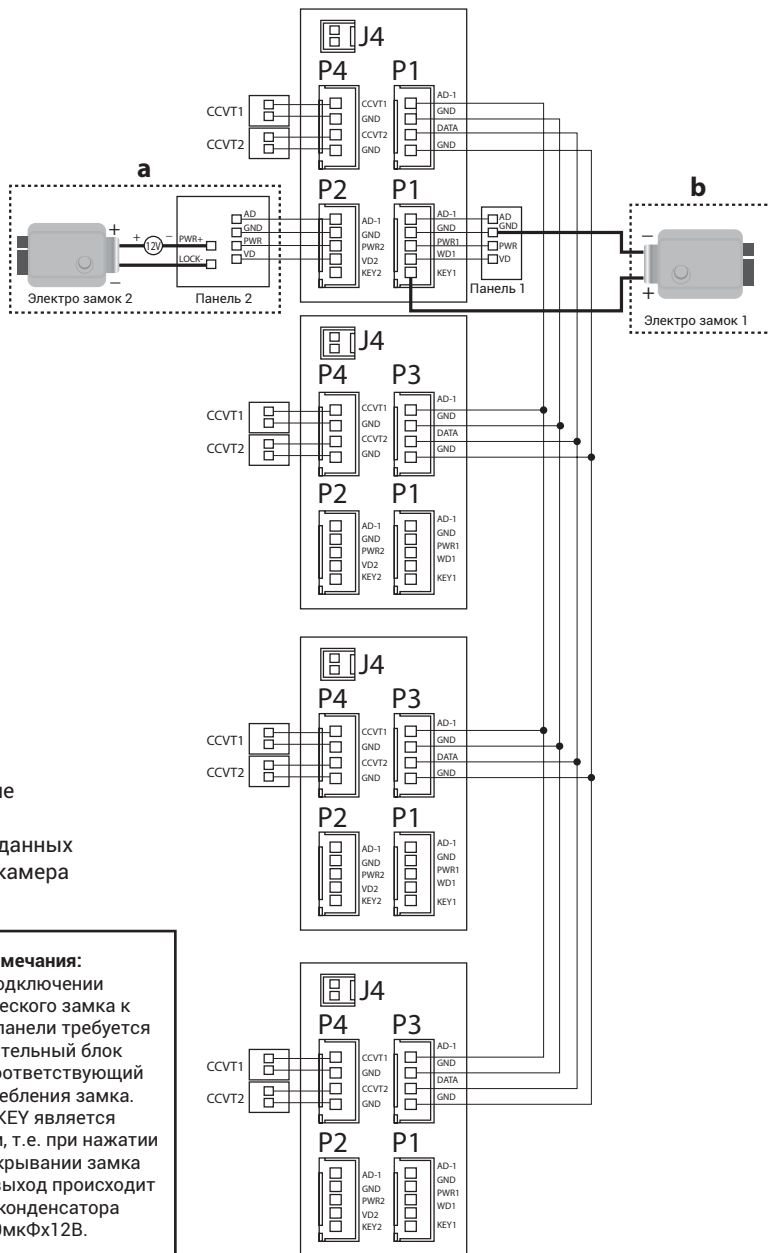 J4
P4 P1
CCVT1
GND
CCVT2
GND
AD-1
GND
DATA
GND
CCVT1
CCVT2
a
+ + 12V − PWR+
− LOCK-
AD
GND
PWR
VD
Электро замок 2
Панель 2
P2 P1
AD-1
GND
PWR2
VD2
KEY2
AD-1
GND
PWR1
WD1
KEY1
AD
GND
PWR
VD
Панель 1
b
−
+
Электро замок 1
J4
P4 P3
CCVT1
GND
CCVT2
GND
AD-1
GND
DATA
GND
CCVT1
CCVT2
P2 P1
AD-1
GND
PWR2
VD2
KEY2
AD-1
GND
PWR1
WD1
KEY1
J4
P4 P3
CCVT1
GND
CCVT2
GND
AD-1
GND
DATA
GND
CCVT1
CCVT2
P2 P1
AD-1
GND
PWR2
VD2
KEY2
AD-1
GND
PWR1
WD1
KEY1
ие
данных
камера
J4
P4 P3
CCVT1
GND
CCVT2
GND
AD-1
GND
DATA
GND
CCVT1
CCVT2
P2 P1
AD-1
GND
PWR2
VD2
KEY2
AD-1
GND
PWR1
WD1
KEY1
мечания:
одключении
еского замка к
панели требуется
тельный блок
оответствующий
ебления замка.
KEY является
, т.е. при нажатии
крывании замка
выход происходит
конденсатора
0мкФх12В.